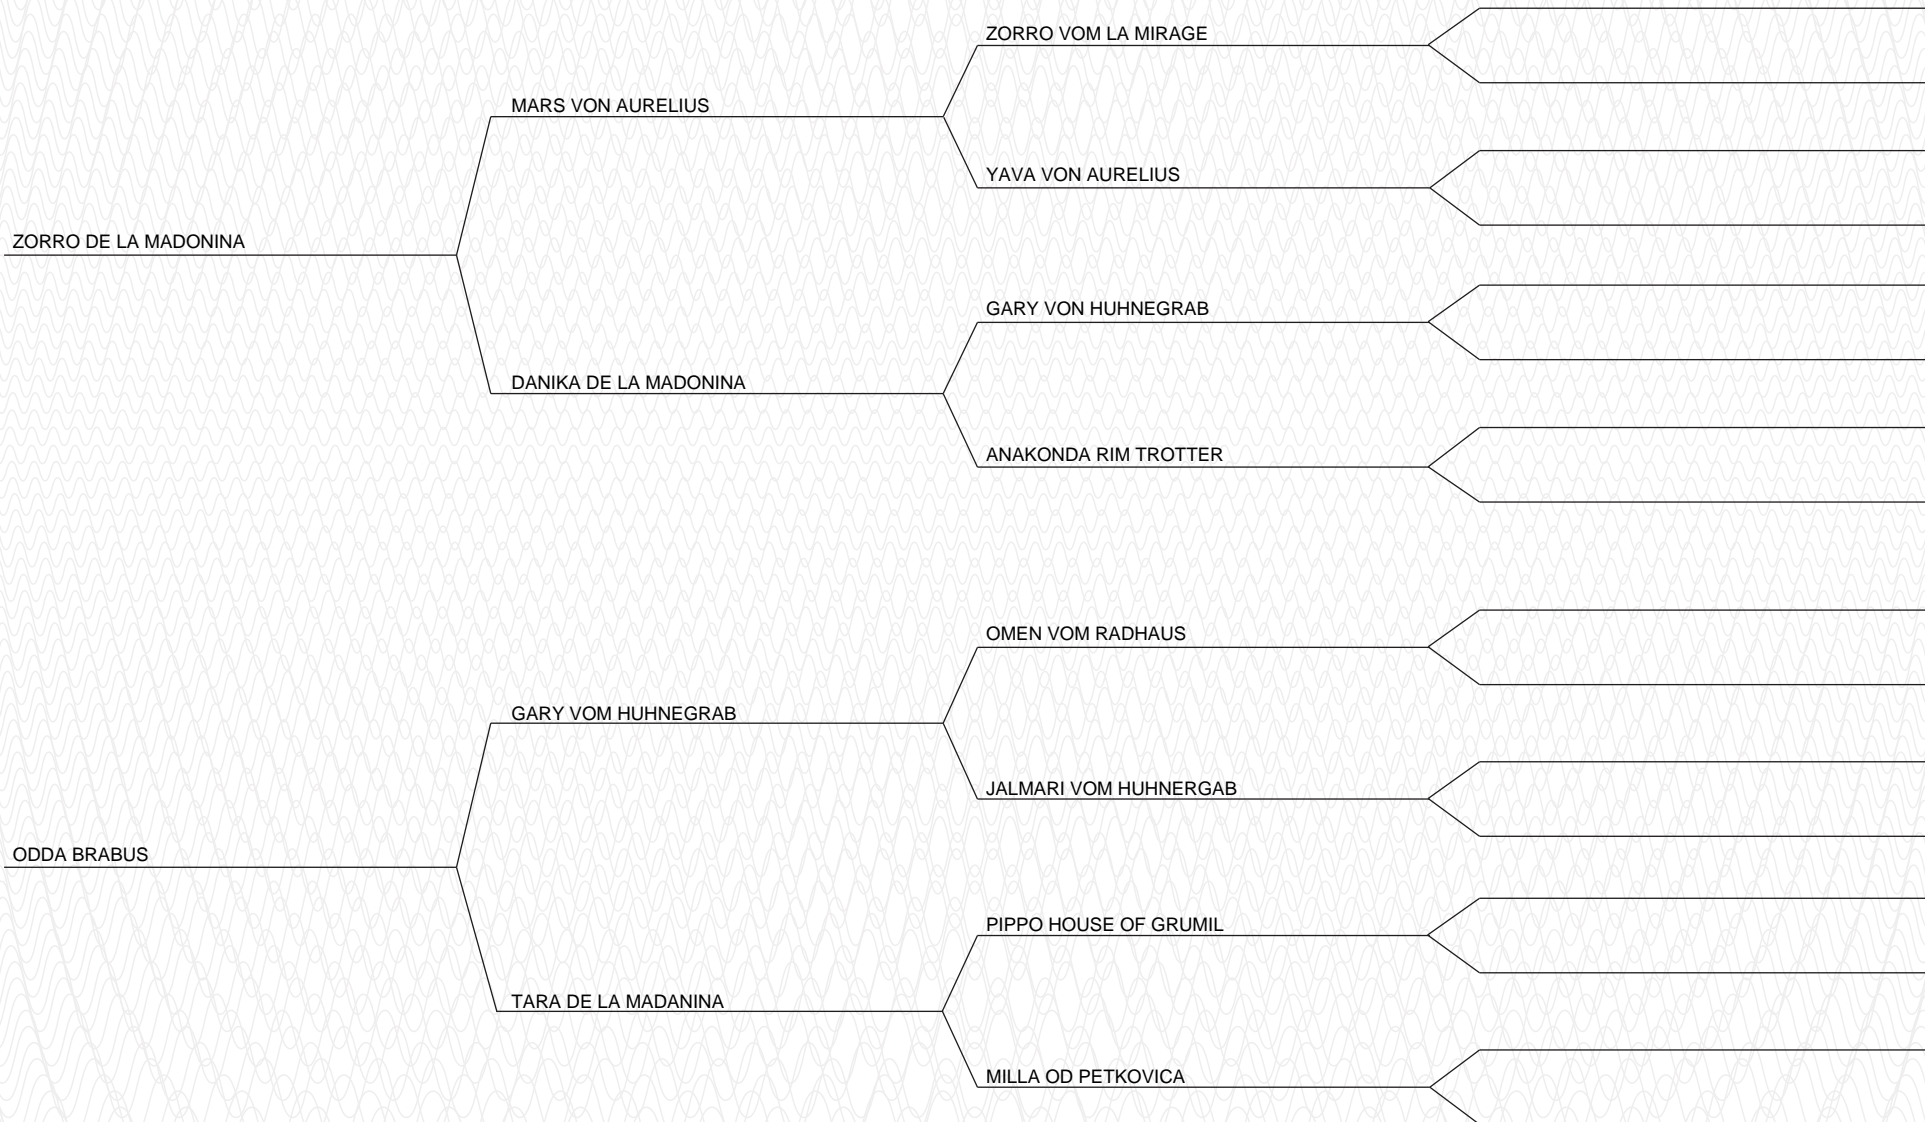 ZORRO VOM LA MIRAGE
MARS VON AURELIUS
YAVA VON AURELIUS
ZORRO DE LA MADONINA
GARY VON HUHNEGRAB
DANIKA DE LA MADONINA
ANAKONDA RIM TROTTER
OMEN VOM RADHAUS
GARY VOM HUHNEGRAB
JALMARI VOM HUHNERGAB
ODDA BRABUS
PIPPO HOUSE OF GRUMIL
TARA DE LA MADANINA
MILLA OD PETKOVICA